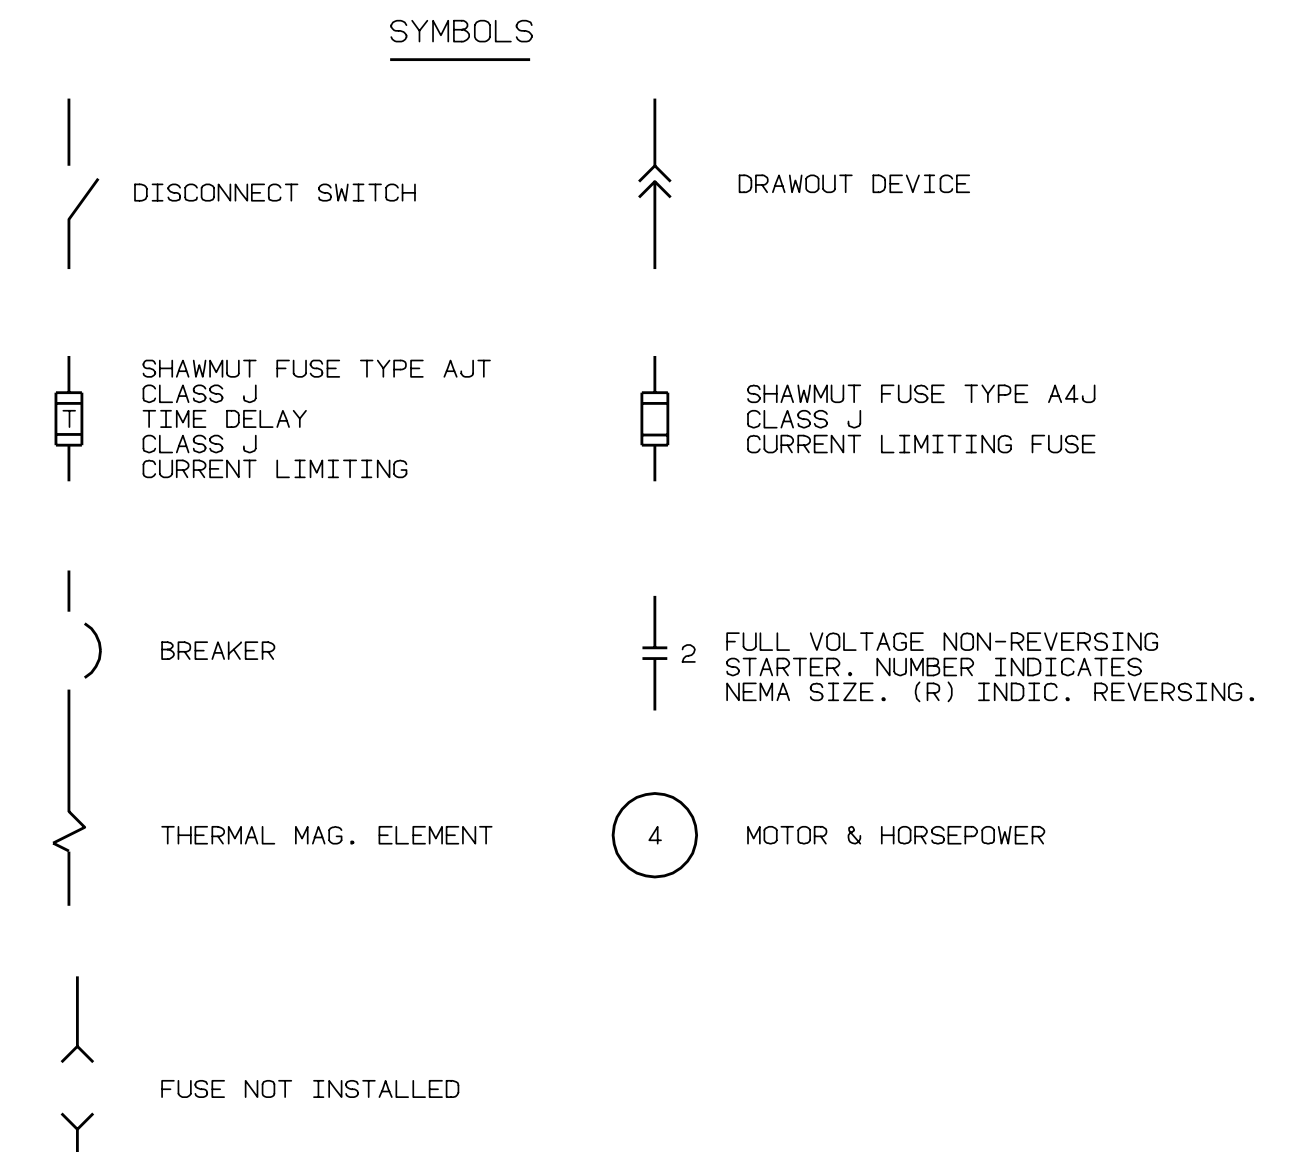 SYMBOLS
DISCONNECT SWITCH
DRAWOUT DEVICE
SHAWMUT FUSE TYPE AJT
CLASS J
TIME DELAY
CLASS J
CURRENT LIMITING
T
SHAWMUT FUSE TYPE A4J
CLASS J
CURRENT LIMITING FUSE
BREAKER
2
FULL VOLTAGE NON-REVERSING
STARTER. NUMBER INDICATES
NEMA SIZE. (R) INDIC. REVERSING.
THERMAL MAG. ELEMENT
4
MOTOR & HORSEPOWER
FUSE NOT INSTALLED